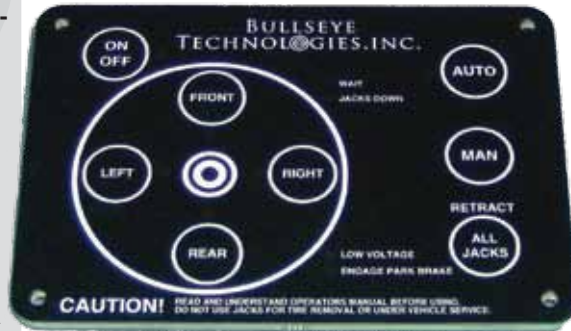 BULLSEYE
TECHNOLOGIES.INC.
ON
OFF
AUTO
FRONT
WAIT
JACKS DOWN
LEFT
RIGHT
MAN
RETRACT
ALL
JACKS
REAR
LOW VOLTAGE
ENGAGE PARK BRAKE
CAUTION!
READ AND UNDERSTAND OPERATORS MANUAL BEFORE USING.
DO NOT USE JACKS FOR TIRE REMOVAL OR UNDER VEHICLE SERVICE.